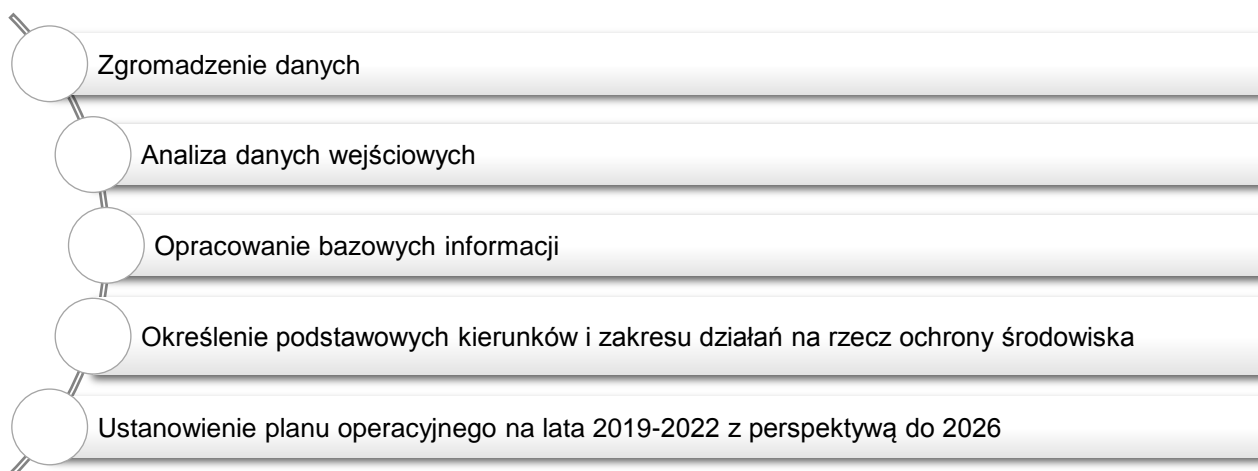 Zgromadzenie danych
Analiza danych wejściowych
Opracowanie bazowych informacji
Określenie podstawowych kierunków i zakresu działań na rzecz ochrony środowiska
Ustanowienie planu operacyjnego na lata 2019-2022 z perspektywą do 2026